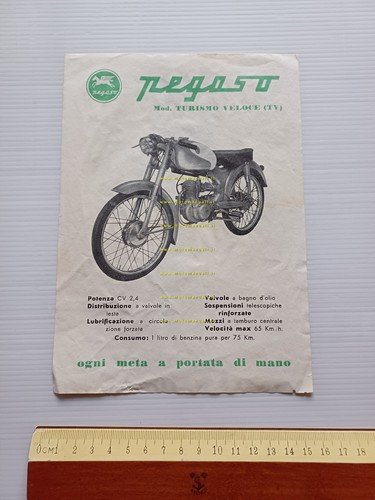 pegaso
pegaso
Mod. TURISMO VELOCE (TV)
Potenza CV 2,4
Distribuzione a valvole in
testa
Lubrificazione a circola-
zione forzata
Valvole a bagno d'olio
Sospensioni telescopiche
rinforzate
Mozzi a tamburo centrale
Velocità max 65 Km. h.
Consumo: 1 litro di benzina pura per 75 Km.
ogni meta a portata di mano
0cm1 2 3 4 5 6 7 8 9 10 11 12 13 14 15 16 17 18